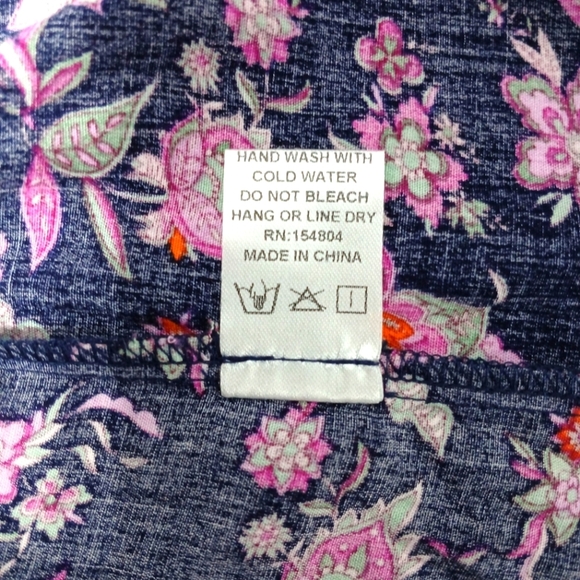 HAND WASH WITH
COLD WATER
DO NOT BLEACH
HANG OR LINE DRY
RN:154804
MADE IN CHINA